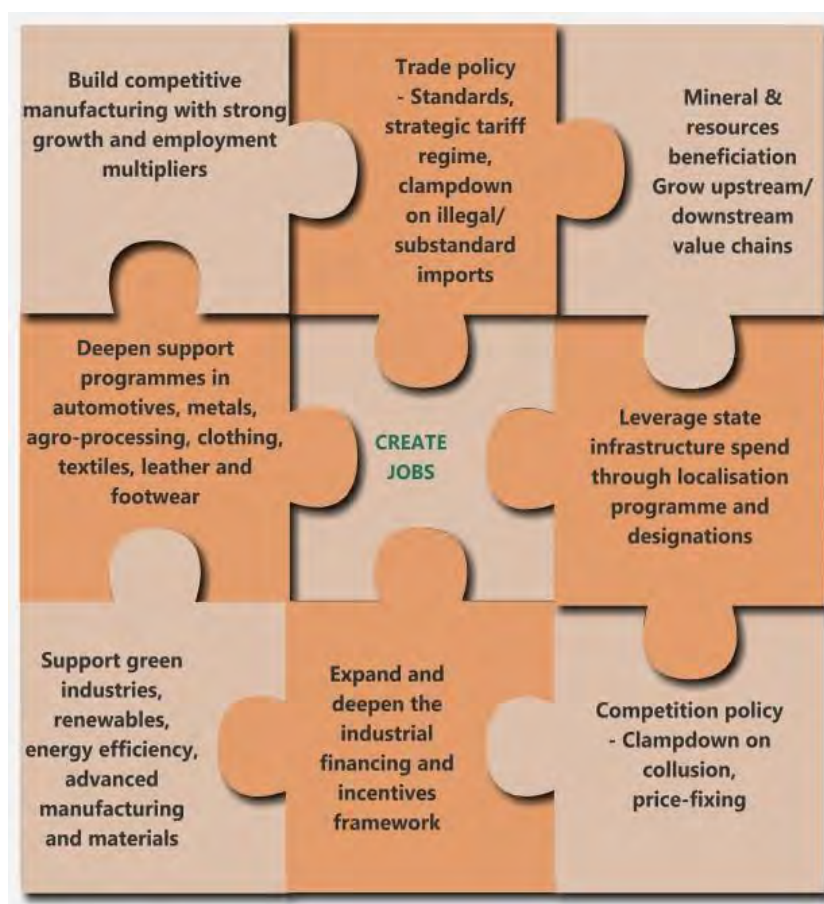 Build competitive
manufacturing with strong
growth and employment
multipliers
Trade policy
- Standards,
strategic tariff
regime,
clampdown
on illegal/
substandard
imports
Mineral &
resources
beneficiation
Grow upstream/
downstream
value chains
Deepen support
programmes in
automotives, metals,
agro-processing, clothing,
textiles, leather and
footwear
CREATE
JOBS
Leverage state
infrastructure spend
through localisation
programme and
designations
Support green
industries,
renewables,
energy efficiency,
advanced
manufacturing
and materials
Expand and
deepen the
industrial
financing and
incentives
framework
Competition policy
- Clampdown on
collusion,
price-fixing